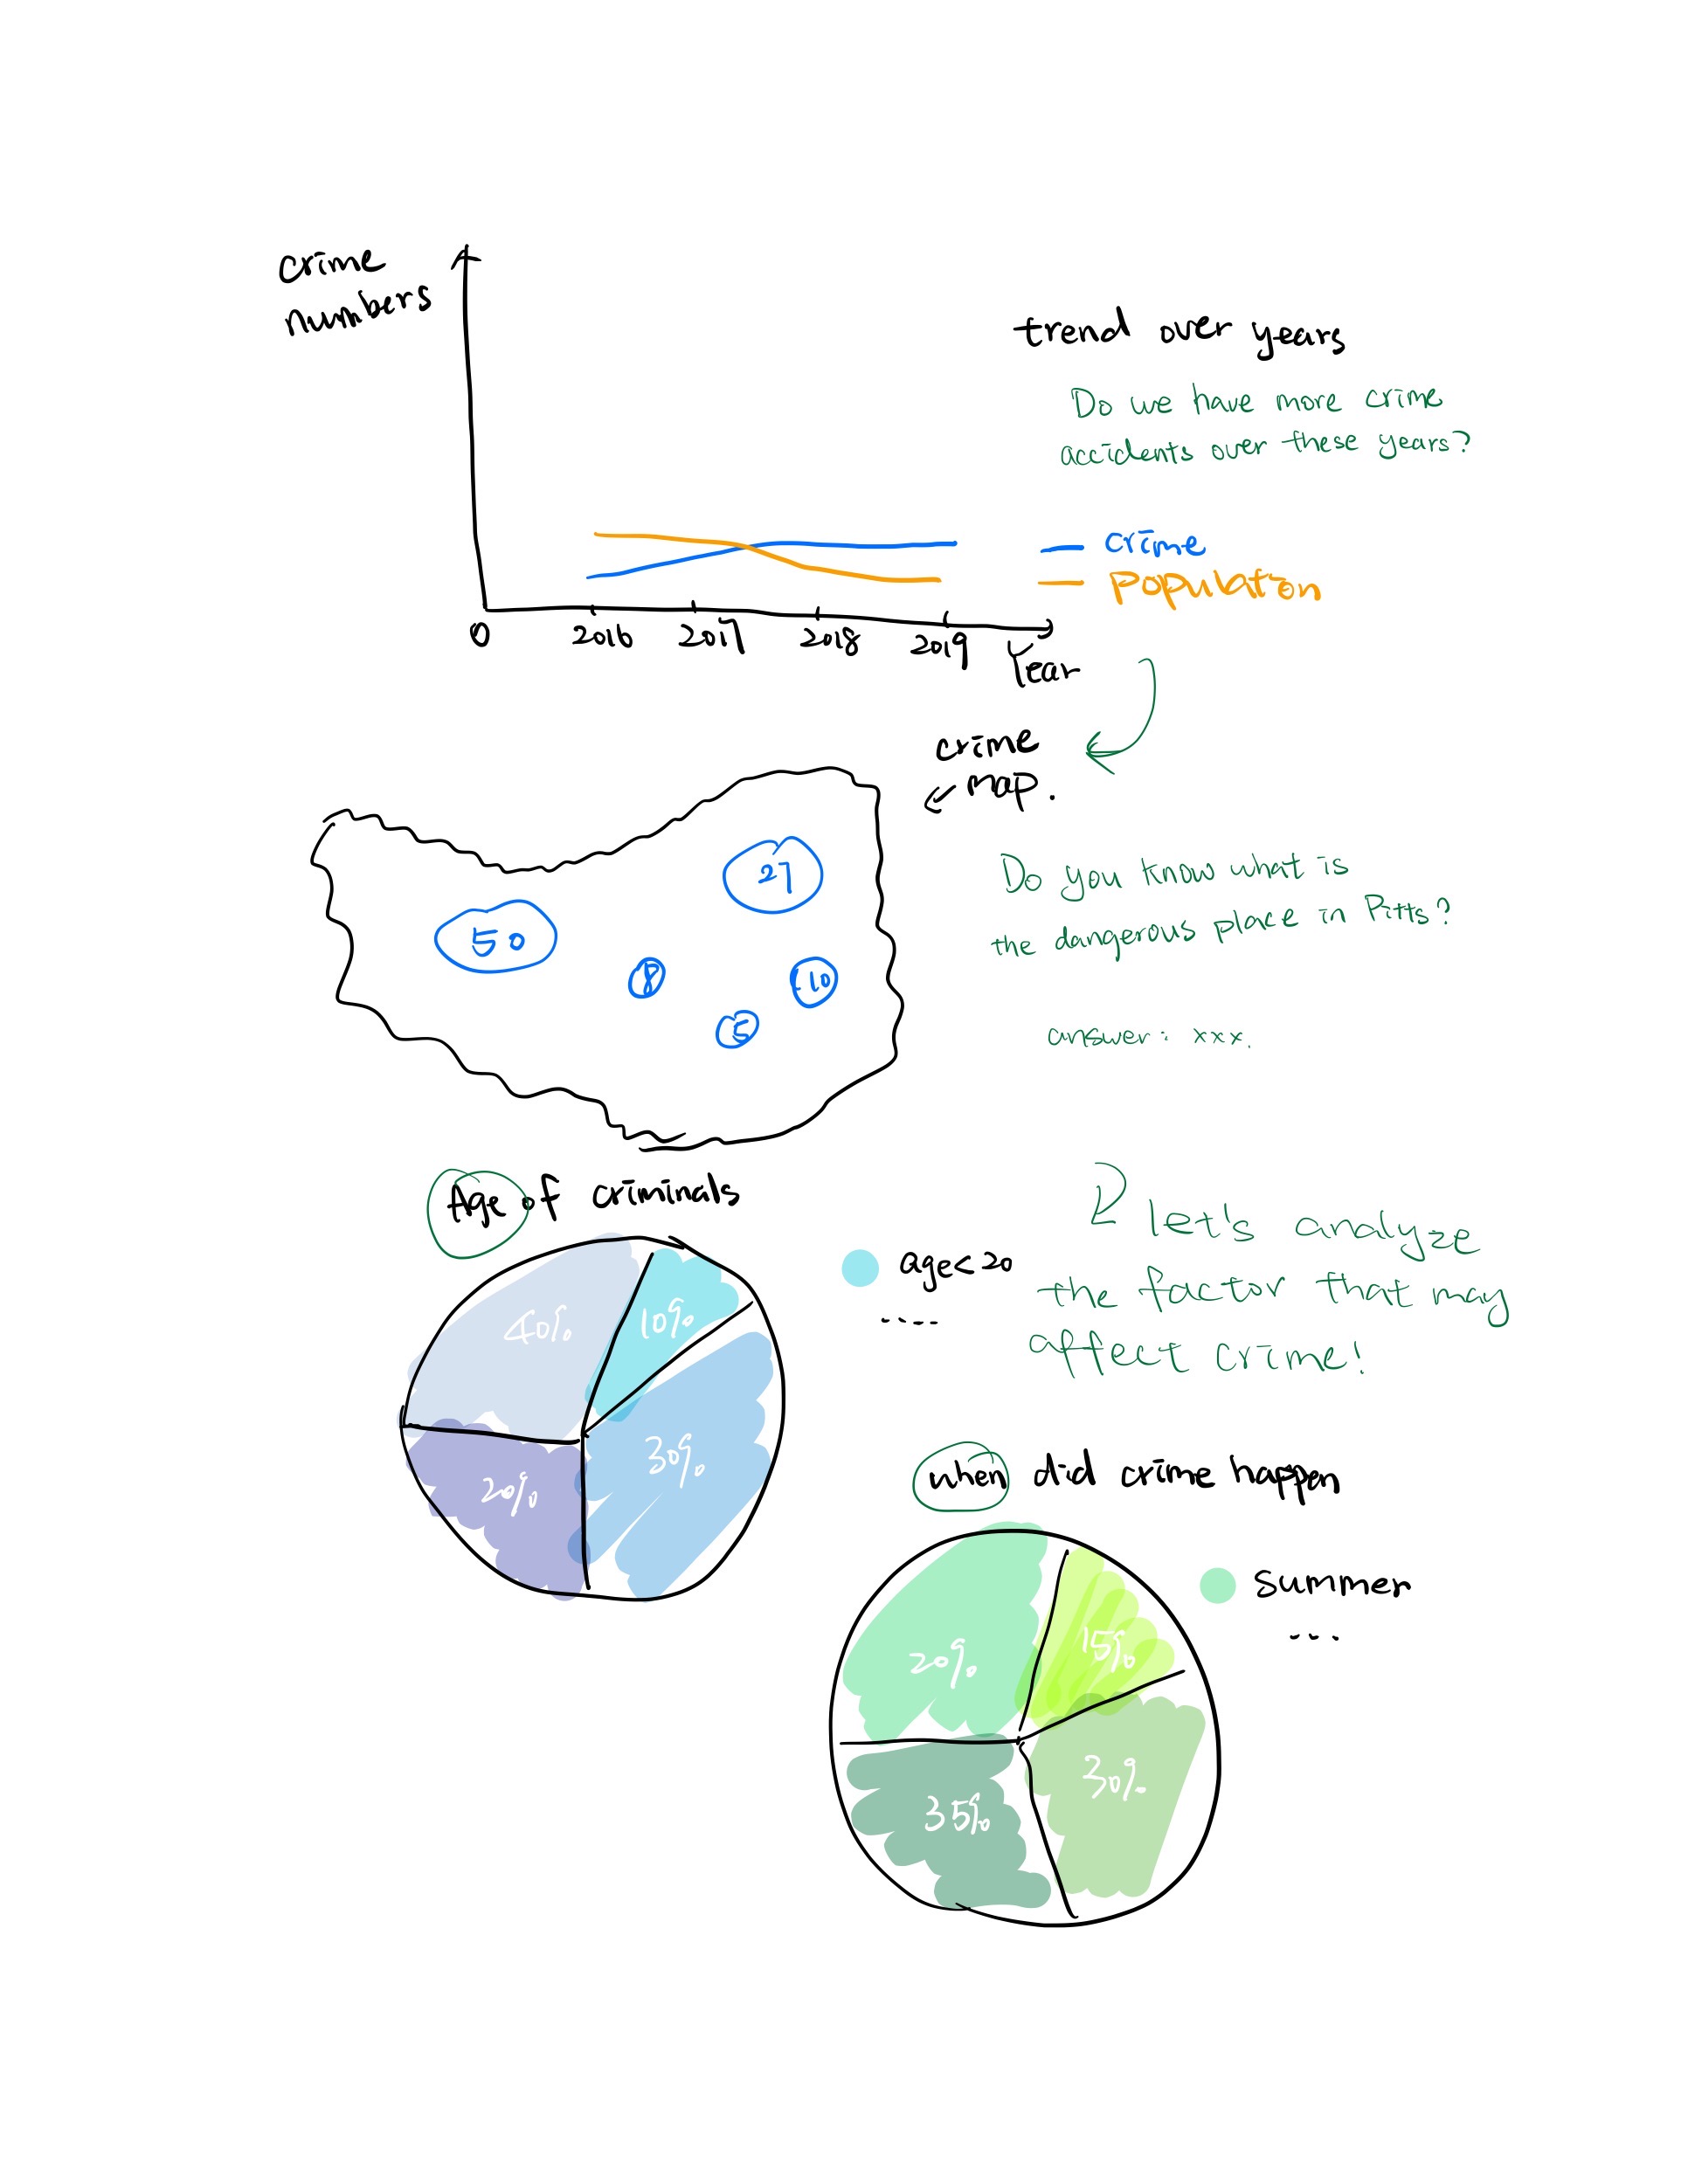 crime
numbers
trend over years
Do we have more crime
accidents over these years?
crime
populaton
0 2016 2017 2018 2019
Year
crime
map.
27
50
8
10
5
Do you know what is
the dangerous place in Pitts?
answer: xxx.
Age of criminals
age<20
....
40%
10%
30%
20%
let's analyze
the factor that may
affect crime!
when did crime happen
summer
...
20%
15%
30%
35%